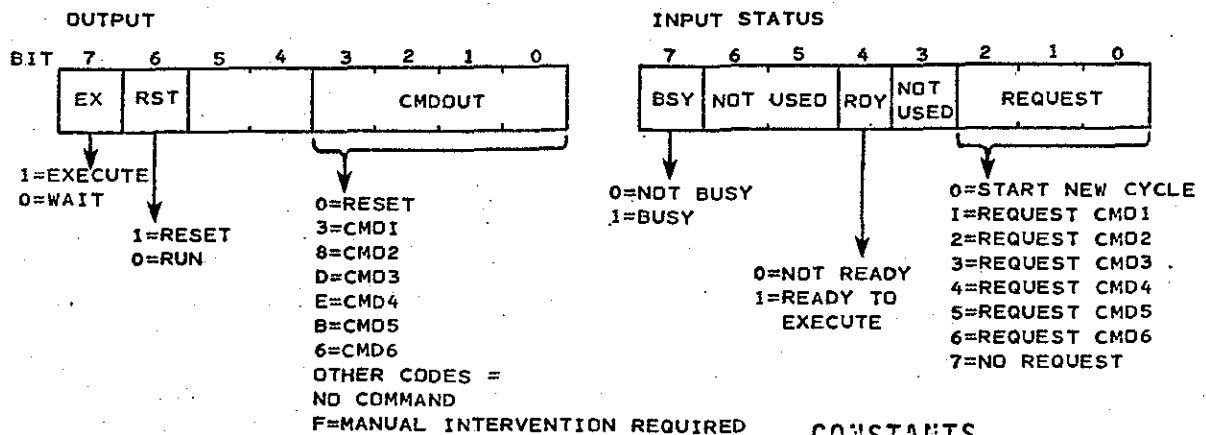 OUTPUT
BIT 7 6 5 4 3 2 1 0
EX RST CMDOUT
1=EXECUTE
0=WAIT
1=RESET
0=RUN
0=RESET
3=CMD1
8=CMD2
D=CMD3
E=CMD4
B=CMD5
6=CMD6
OTHER CODES =
NO COMMAND
F=MANUAL INTERVENTION REQUIRED
INPUT STATUS
7 6 5 4 3 2 1 0
BSY NOT USED RDY NOT USED REQUEST
0=NOT BUSY
1=BUSY
0=NOT READY
1=READY TO
EXECUTE
0=START NEW CYCLE
1=REQUEST CMD1
2=REQUEST CMD2
3=REQUEST CMD3
4=REQUEST CMD4
5=REQUEST CMD5
6=REQUEST CMD6
7=NO REQUEST
CONSTANTS